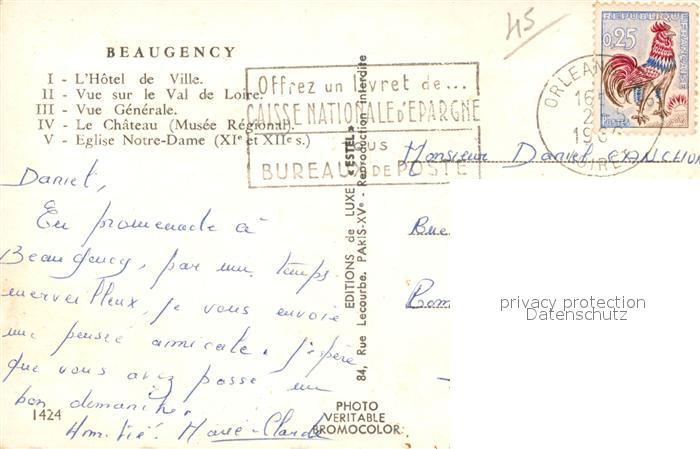 45
REPUBLIQUE FRANÇAISE
0,25
POSTES
BEAUGENCY
I - L'Hôtel de Ville.
II - Vue sur le Val de Loire.
III - Vue Générale.
IV - Le Château (Musée Régional).
V - Eglise Notre-Dame (XIe et XIIe s.)
Offrez un livret de...
CAISSE NATIONALE d'EPARGNE
BUREAUX DE POSTE
ORLEANS
LOIRET
Monsieur Daniel
Rue
Daniel,
En promenade à
Beaugency, par un temps
merveilleux, je vous envoie
une pensée amicale. J'espère
que vous avez passé un
bon dimanche.
Amitié. Marie-Claude
EDITIONS de LUXE «ESTEL»
84, Rue Lecourbe. PARIS-XVe - Reproduction interdite
1424
PHOTO
VERITABLE
BROMOCOLOR
privacy protection
Datenschutz